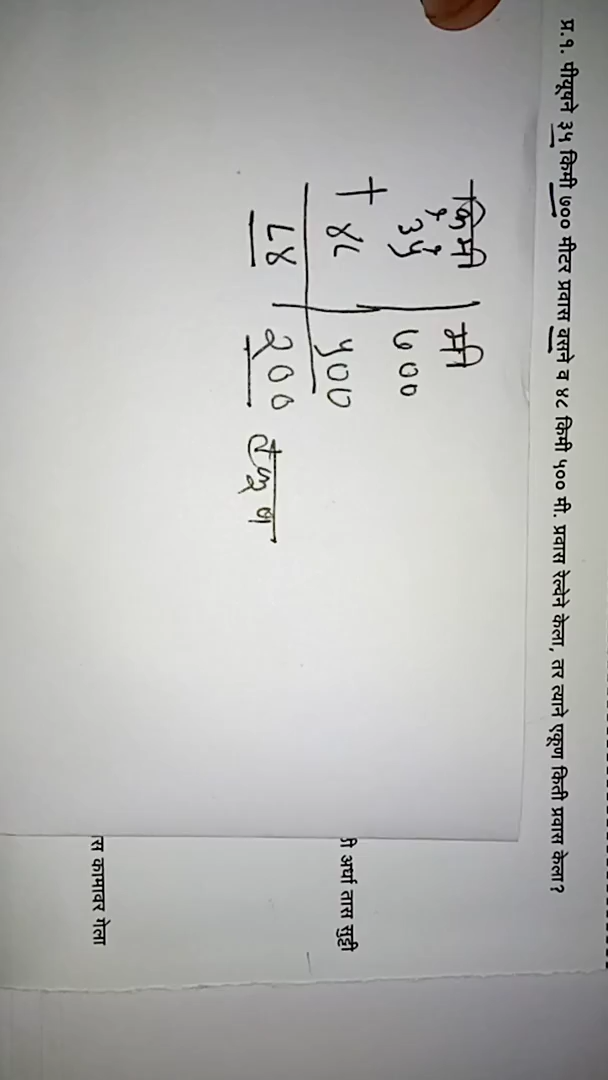 प्र.१. पीयूषने ३५ किमी ७०० मीटर प्रवास बसने व ४८ किमी ५०० मी. प्रवास रेल्वेने केला, तर त्याने एकूण किती प्रवास केला?
किमी मी
१ १
३५ ७००
+ ४८ ५००
८४ २०० एकूण
री अर्धा तास सुट्टी
स कामावर गेला